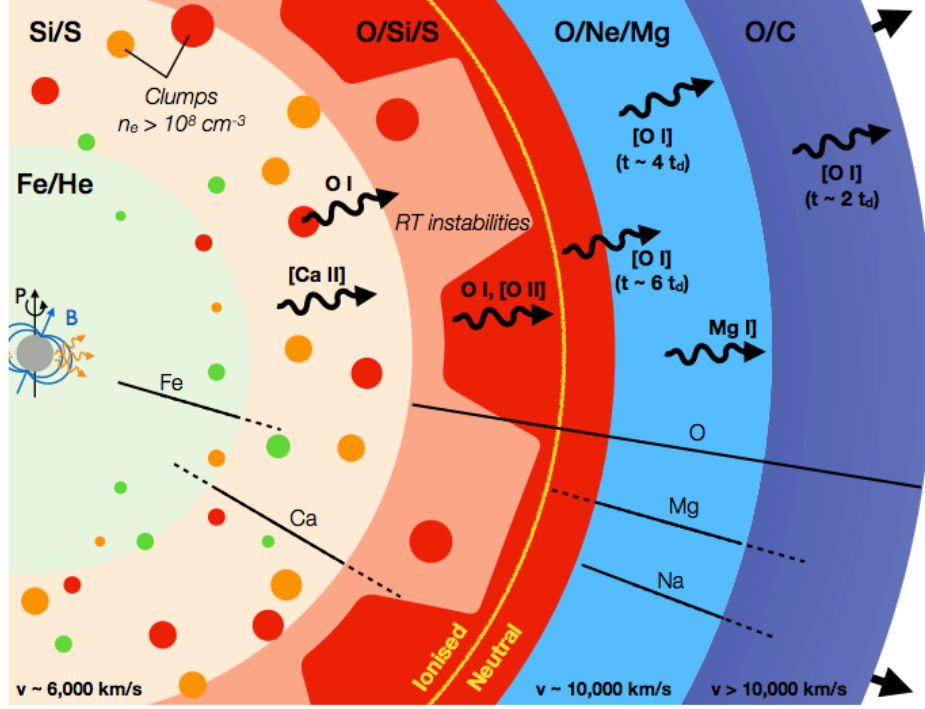 Si/S
O/Si/S
O/Ne/Mg
O/C
Clumps
nₑ > 10⁸ cm⁻³
[O I]
(t ~ 4 t_d)
[O I]
(t ~ 2 t_d)
Fe/He
O I
RT instabilities
[Ca II]
O I, [O II]
[O I]
(t ~ 6 t_d)
P
B
Mg I]
Fe
O
Ca
Mg
Na
Ionised
Neutral
v ~ 6,000 km/s
v ~ 10,000 km/s
v > 10,000 km/s